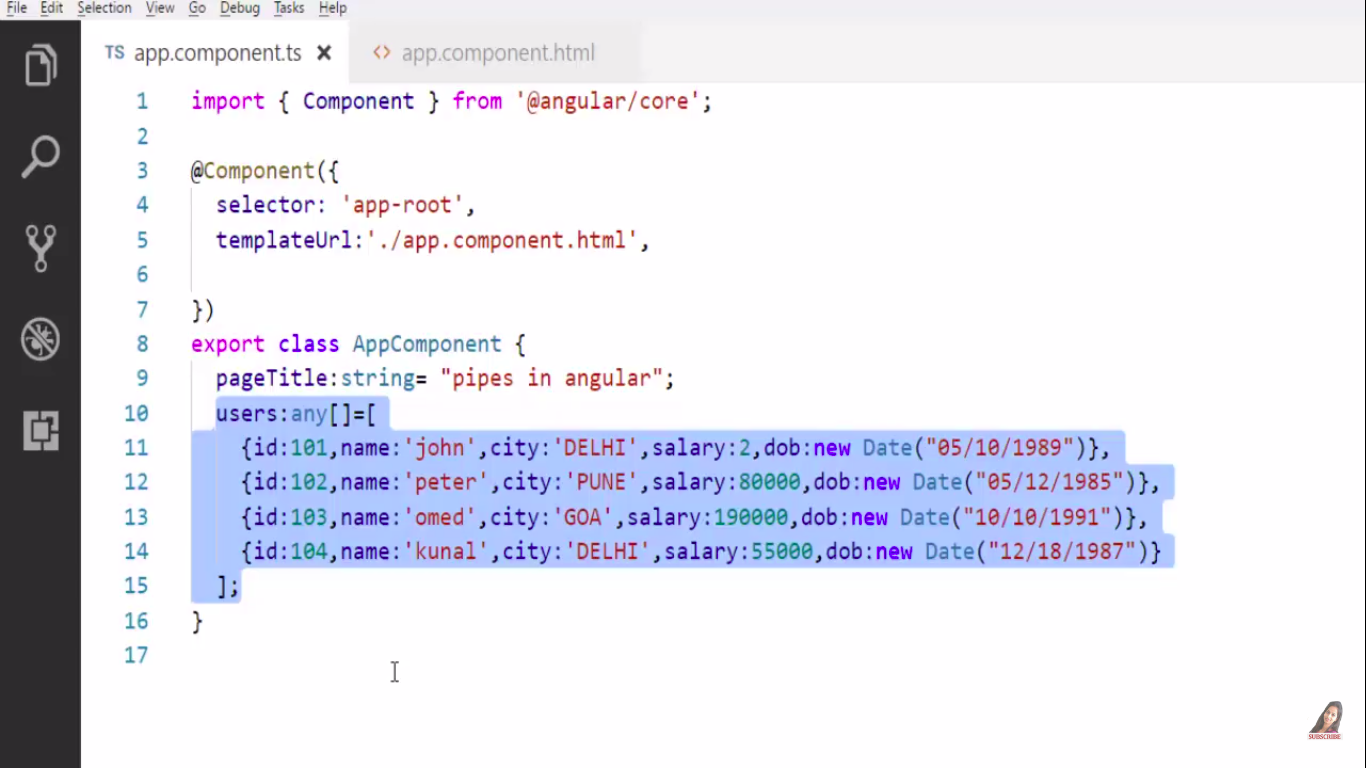 File Edit Selection View Go Debug Tasks Help
TS app.component.ts × <> app.component.html
1 import { Component } from '@angular/core';
2
3 @Component({
4 selector: 'app-root',
5 templateUrl:'./app.component.html',
6
7 })
8 export class AppComponent {
9 pageTitle:string= "pipes in angular";
10 users:any[]=[
11 {id:101,name:'john',city:'DELHI',salary:2,dob:new Date("05/10/1989")},
12 {id:102,name:'peter',city:'PUNE',salary:80000,dob:new Date("05/12/1985")},
13 {id:103,name:'omed',city:'GOA',salary:190000,dob:new Date("10/10/1991")},
14 {id:104,name:'kunal',city:'DELHI',salary:55000,dob:new Date("12/18/1987")}
15 ];
16 }
17
SUBSCRIBE